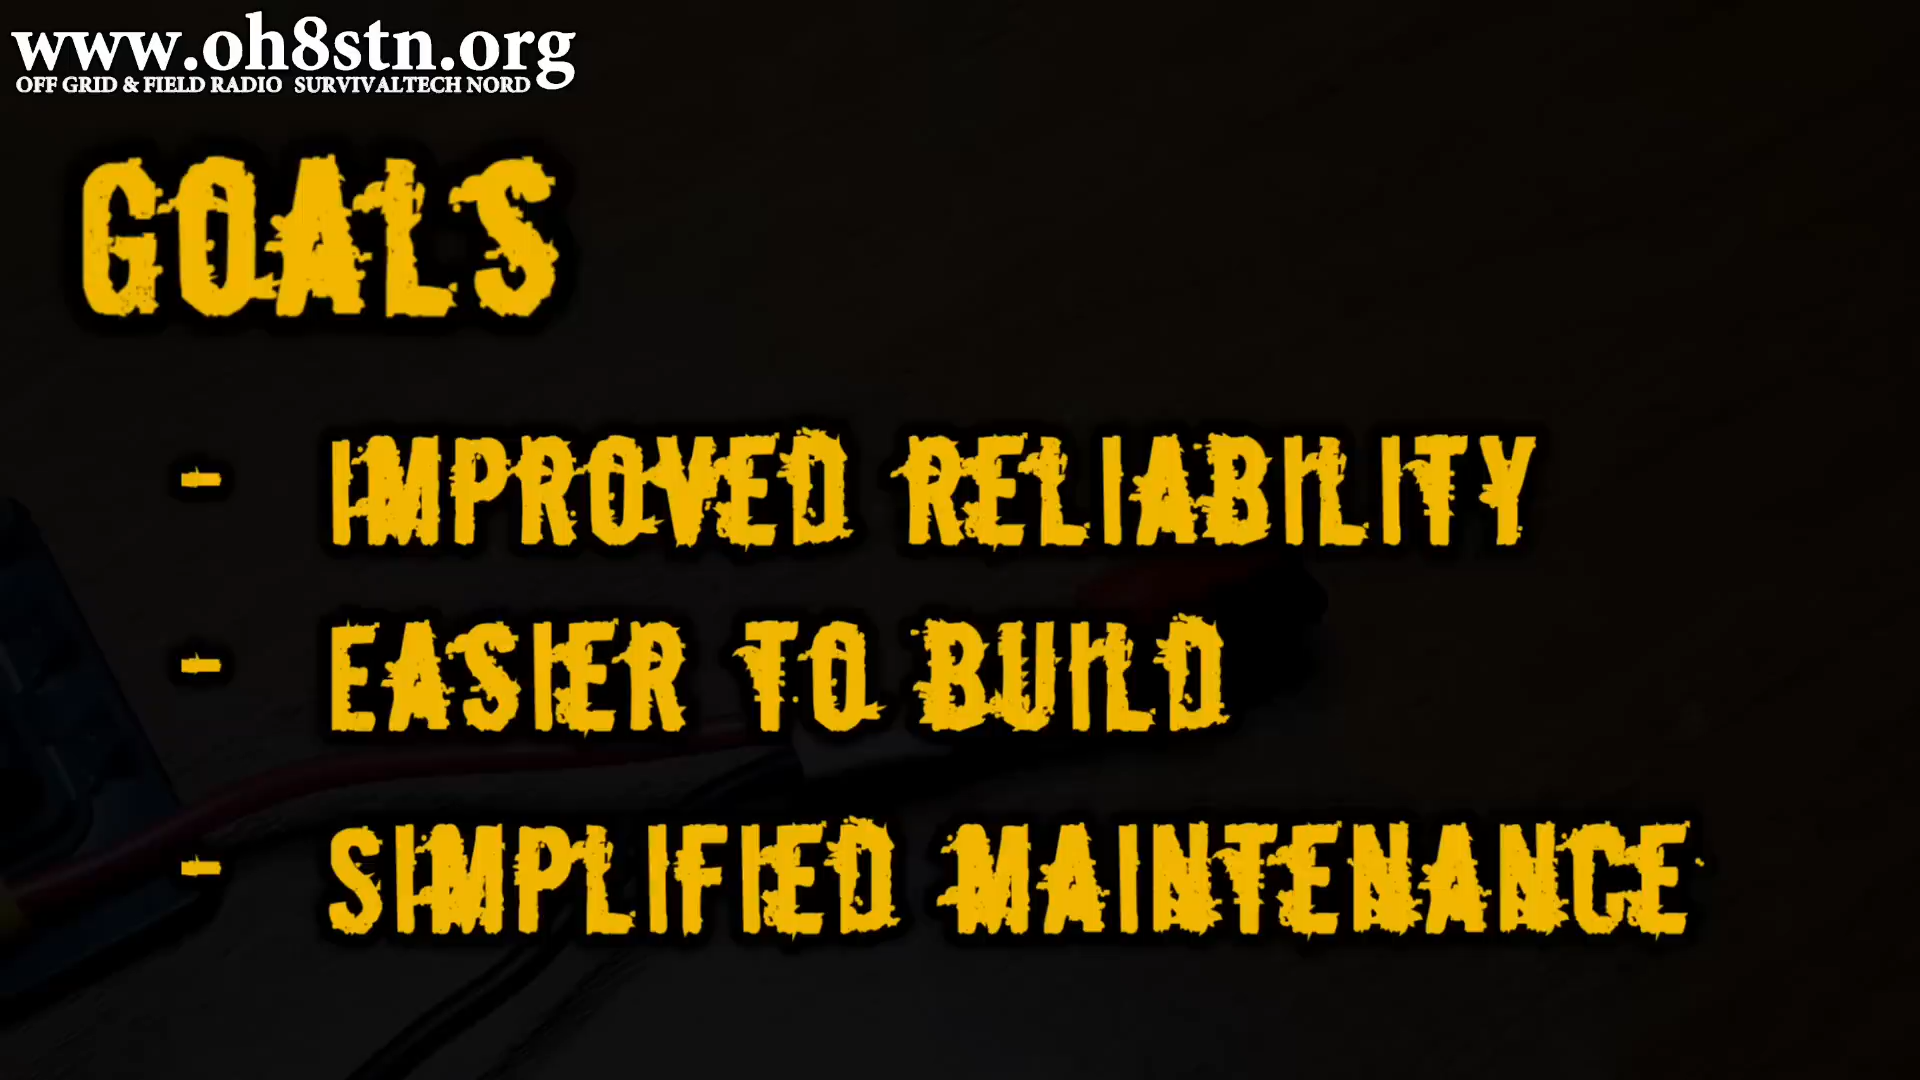 www.oh8stn.org
OFF GRID & FIELD RADIO SURVIVALTECH NORD
GOALS
- IMPROVED RELIABILITY
- EASIER TO BUILD
- SIMPLIFIED MAINTENANCE